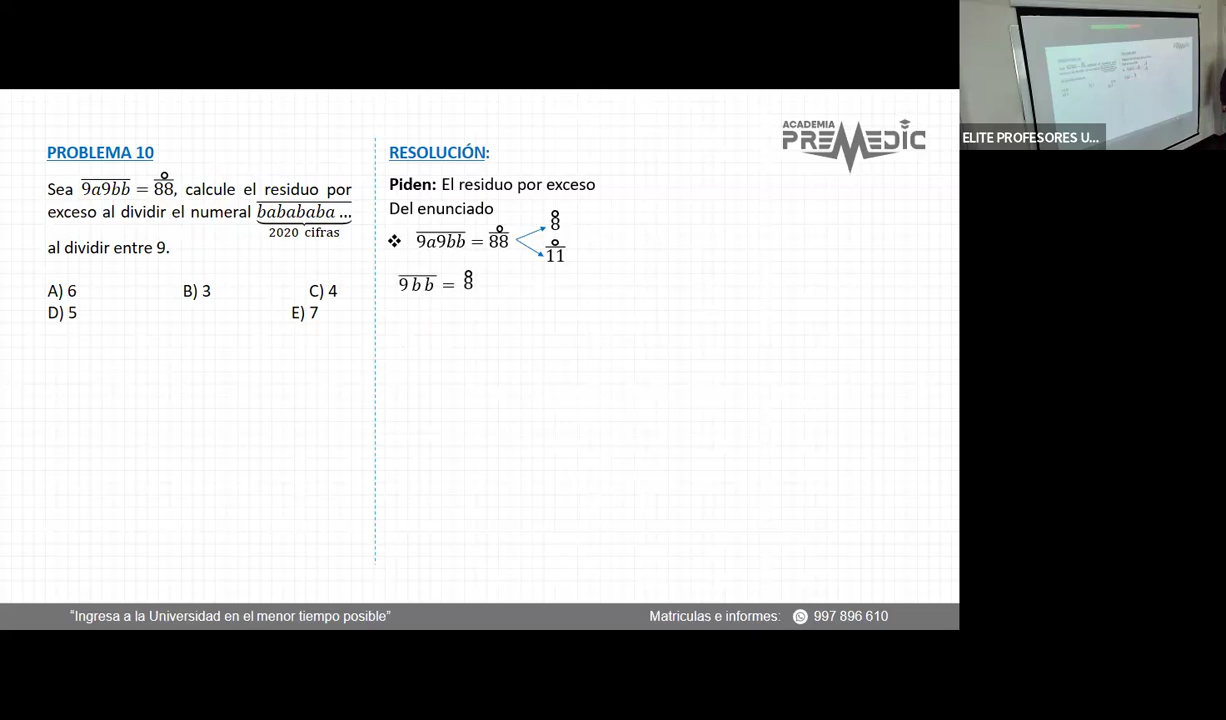 PROBLEMA 10
Sea 9a9bb = 88, calcule el residuo por
exceso al dividir el numeral babababa ...
2020 cifras
al dividir entre 9.
A) 6 B) 3 C) 4
D) 5 E) 7
RESOLUCIÓN:
Piden: El residuo por exceso
Del enunciado
8
❖ 9a9bb = 88
11
9 b b = 8
ACADEMIA
PREMEDIC
ELITE PROFESORES U...
"Ingresa a la Universidad en el menor tiempo posible"
Matriculas e informes: 997 896 610